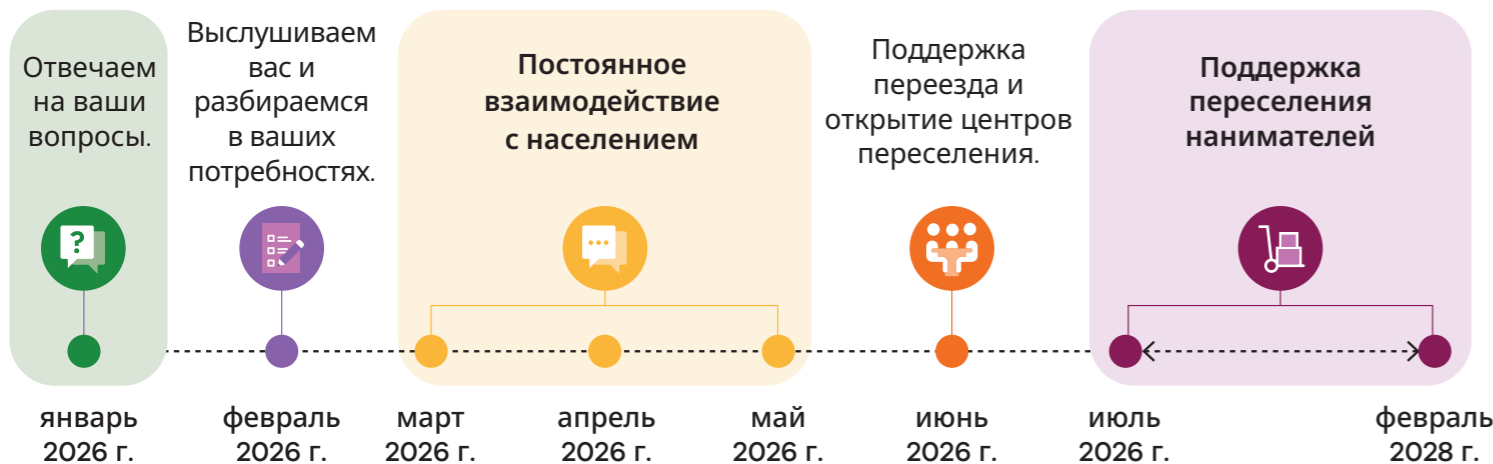 Отвечаем
на ваши
вопросы.
Выслушиваем
вас и
разбираемся
в ваших
потребностях.
Постоянное
взаимодействие
с населением
Поддержка
переезда и
открытие центров
переселения.
Поддержка
переселения
нанимателей
?
январь
2026 г.
февраль
2026 г.
март
2026 г.
апрель
2026 г.
май
2026 г.
июнь
2026 г.
июль
2026 г.
февраль
2028 г.